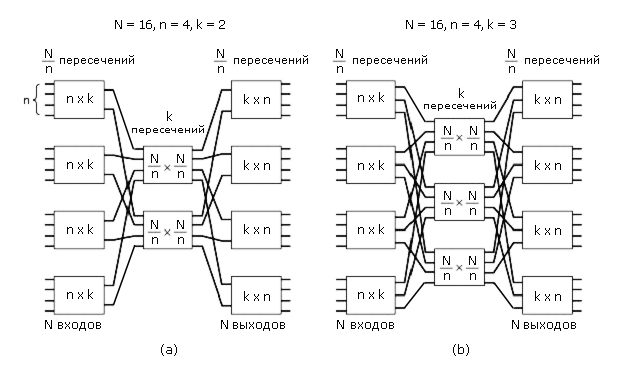 N = 16, n = 4, k = 2
N = 16, n = 4, k = 3
N
n
пересечений
N
n
пересечений
N
n
пересечений
N
n
пересечений
n
n x k
k x n
n x k
k x n
k
пересечений
k
пересечений
N
n
×
N
n
N
n
×
N
n
n x k
k x n
n x k
k x n
N
n
×
N
n
n x k
k x n
n x k
k x n
N
n
×
N
n
N
n
×
N
n
n x k
k x n
n x k
k x n
N входов
N выходов
N входов
N выходов
(a)
(b)